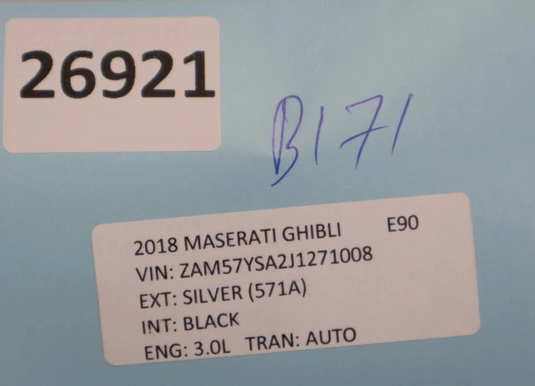 26921
B171
2018 MASERATI GHIBLI E90
VIN: ZAM57YSA2J1271008
EXT: SILVER (571A)
INT: BLACK
ENG: 3.0L TRAN: AUTO